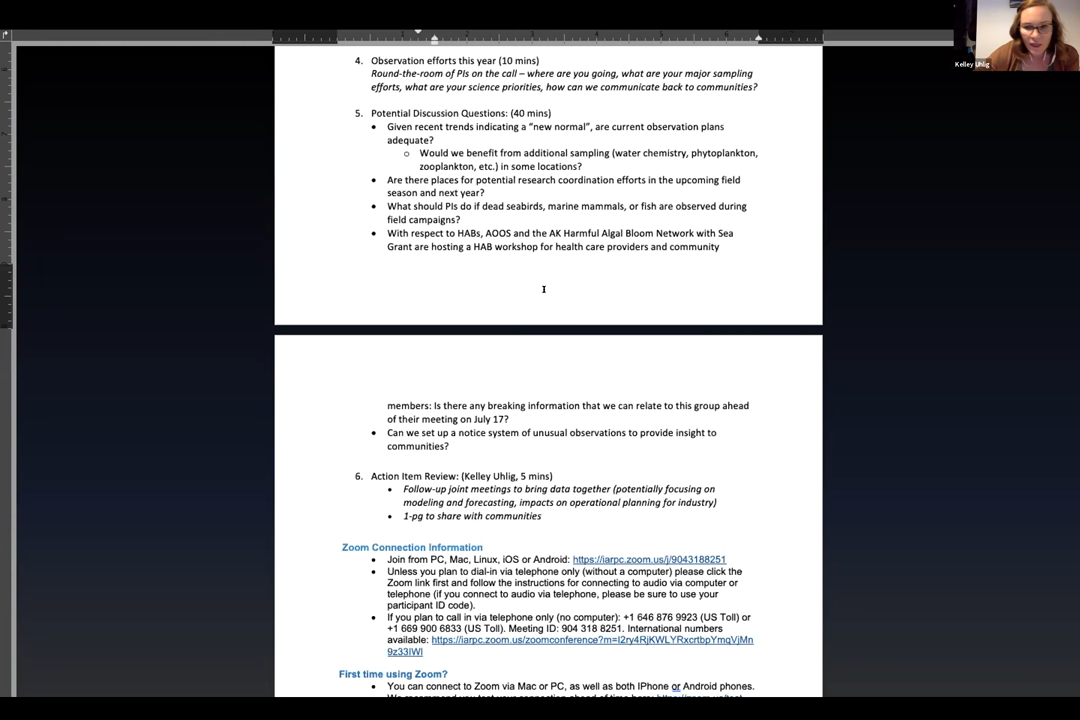 Kelley Uhlig
4. Observation efforts this year (10 mins)
Round-the-room of PIs on the call – where are you going, what are your major sampling
efforts, what are your science priorities, how can we communicate back to communities?
5. Potential Discussion Questions: (40 mins)
• Given recent trends indicating a “new normal”, are current observation plans
adequate?
o Would we benefit from additional sampling (water chemistry, phytoplankton,
zooplankton, etc.) in some locations?
• Are there places for potential research coordination efforts in the upcoming field
season and next year?
• What should PIs do if dead seabirds, marine mammals, or fish are observed during
field campaigns?
• With respect to HABs, AOOS and the AK Harmful Algal Bloom Network with Sea
Grant are hosting a HAB workshop for health care providers and community
members: Is there any breaking information that we can relate to this group ahead
of their meeting on July 17?
• Can we set up a notice system of unusual observations to provide insight to
communities?
6. Action Item Review: (Kelley Uhlig, 5 mins)
• Follow-up joint meetings to bring data together (potentially focusing on
modeling and forecasting, impacts on operational planning for industry)
• 1-pg to share with communities
Zoom Connection Information
• Join from PC, Mac, Linux, iOS or Android: https://iarpc.zoom.us/j/9043188251
• Unless you plan to dial-in via telephone only (without a computer) please click the
Zoom link first and follow the instructions for connecting to audio via computer or
telephone (if you connect to audio via telephone, please be sure to use your
participant ID code).
• If you plan to call in via telephone only (no computer): +1 646 876 9923 (US Toll) or
+1 669 900 6833 (US Toll). Meeting ID: 904 318 8251. International numbers
available: https://iarpc.zoom.us/zoomconference?m=I2ry4RjKWLYRxcrtbpYmqVjMn
9z33IWI
First time using Zoom?
• You can connect to Zoom via Mac or PC, as well as both IPhone or Android phones.